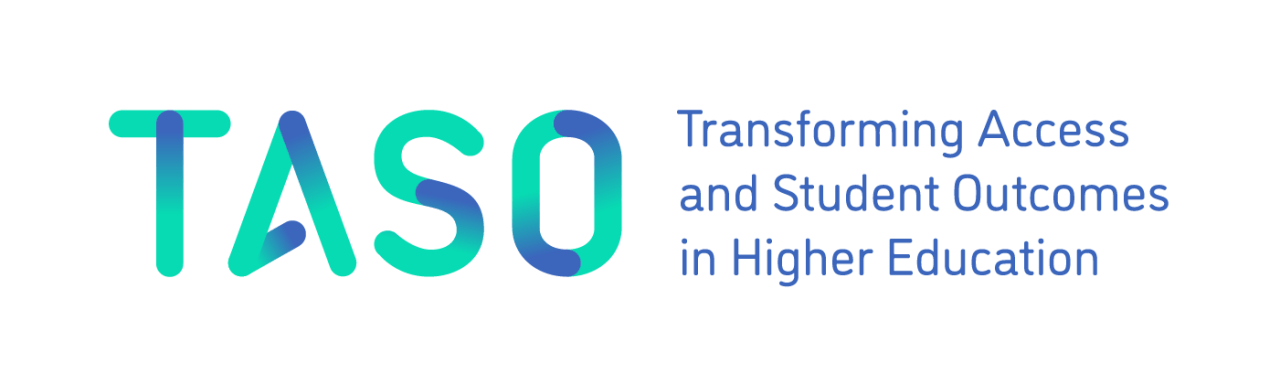 TASO
Transforming Access
and Student Outcomes
in Higher Education